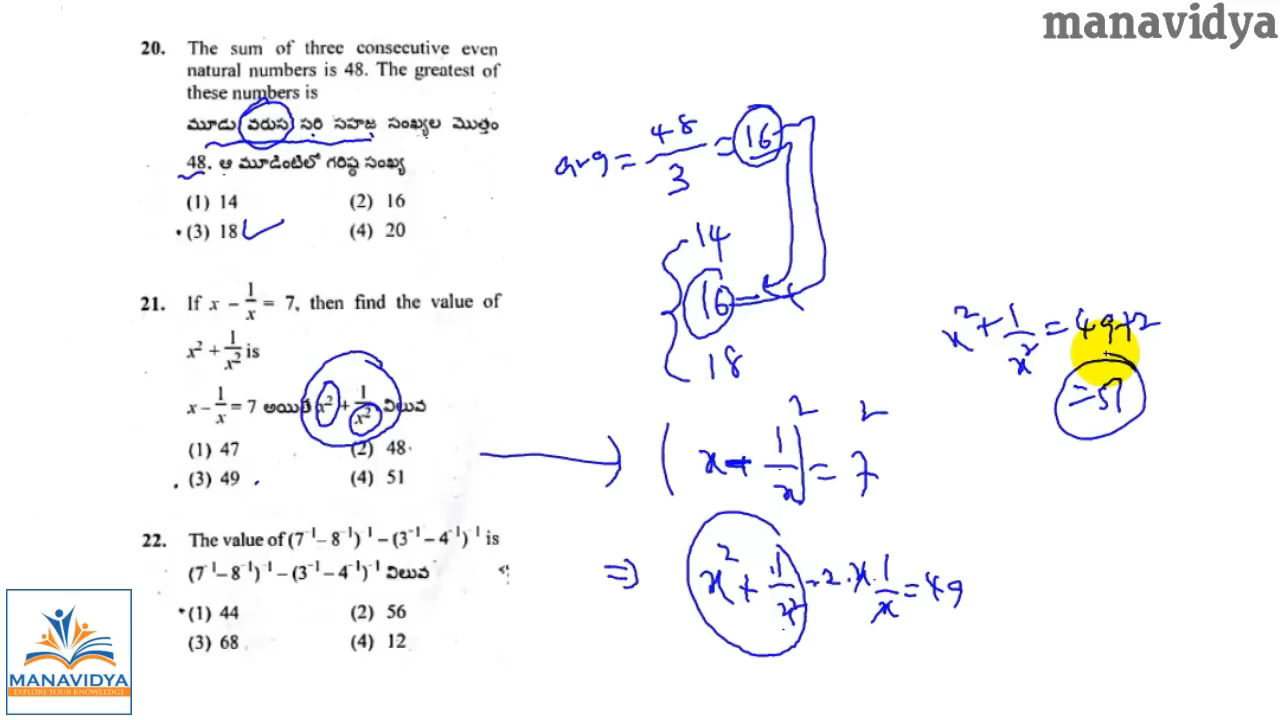 manavidya
20. The sum of three consecutive even
natural numbers is 48. The greatest of
these numbers is
మూడు వరుస సరి సహజ సంఖ్యల మొత్తం
48. ఆ మూడింటిలో గరిష్ఠ సంఖ్య
(1) 14 (2) 16
(3) 18 (4) 20
avg = 48/3 = 16
14
16
18
21. If x - 1/x = 7, then find the value of
x² + 1/x² is
x - 1/x = 7 అయితే x² + 1/x² విలువ
(1) 47 (2) 48
(3) 49 (4) 51
(x - 1/x)² = 7²
⇒ x² + 1/x² - 2·x·1/x = 49
x² + 1/x² = 49+2
= 51
22. The value of (7⁻¹ – 8⁻¹)⁻¹ – (3⁻¹ – 4⁻¹)⁻¹ is
(7⁻¹ – 8⁻¹)⁻¹ – (3⁻¹ – 4⁻¹)⁻¹ విలువ
(1) 44 (2) 56
(3) 68 (4) 12
MANAVIDYA
EXPLORE YOUR KNOWLEDGE